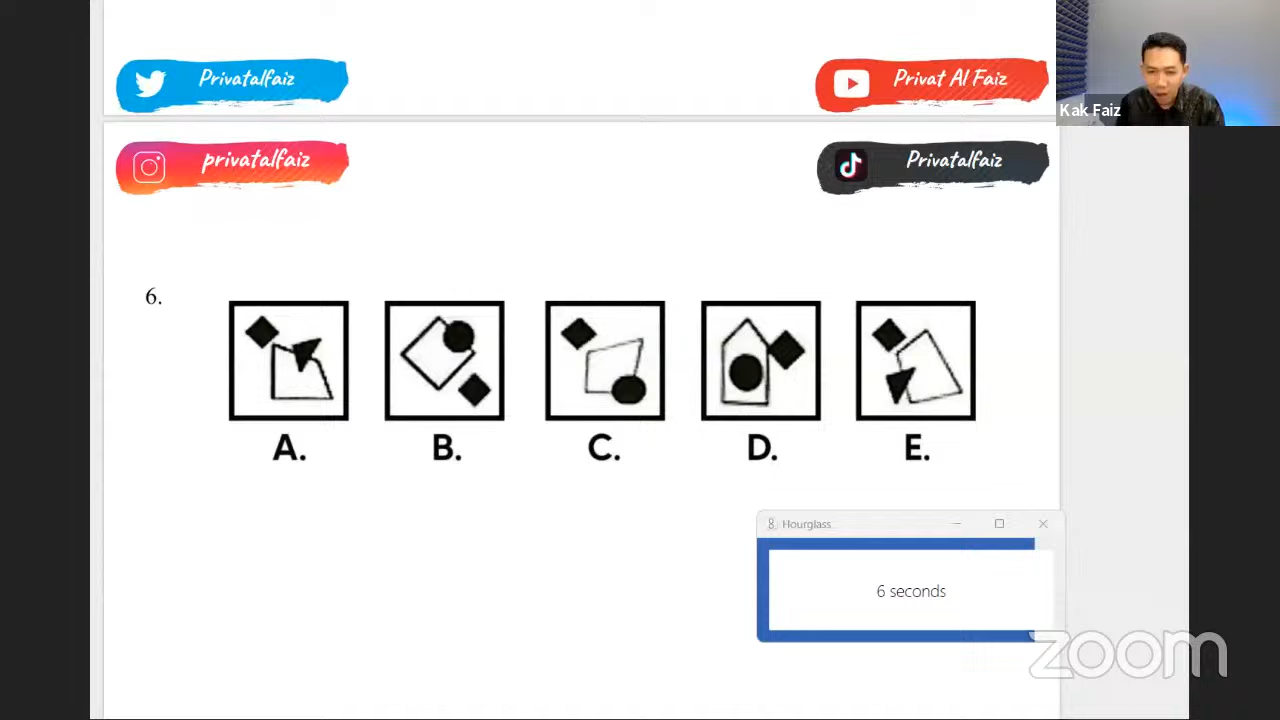 Privatalfaiz
Privat Al Faiz
Kak Faiz
privatalfaiz
Privatalfaiz
6.
A.
B.
C.
D.
E.
Hourglass
6 seconds
zoom